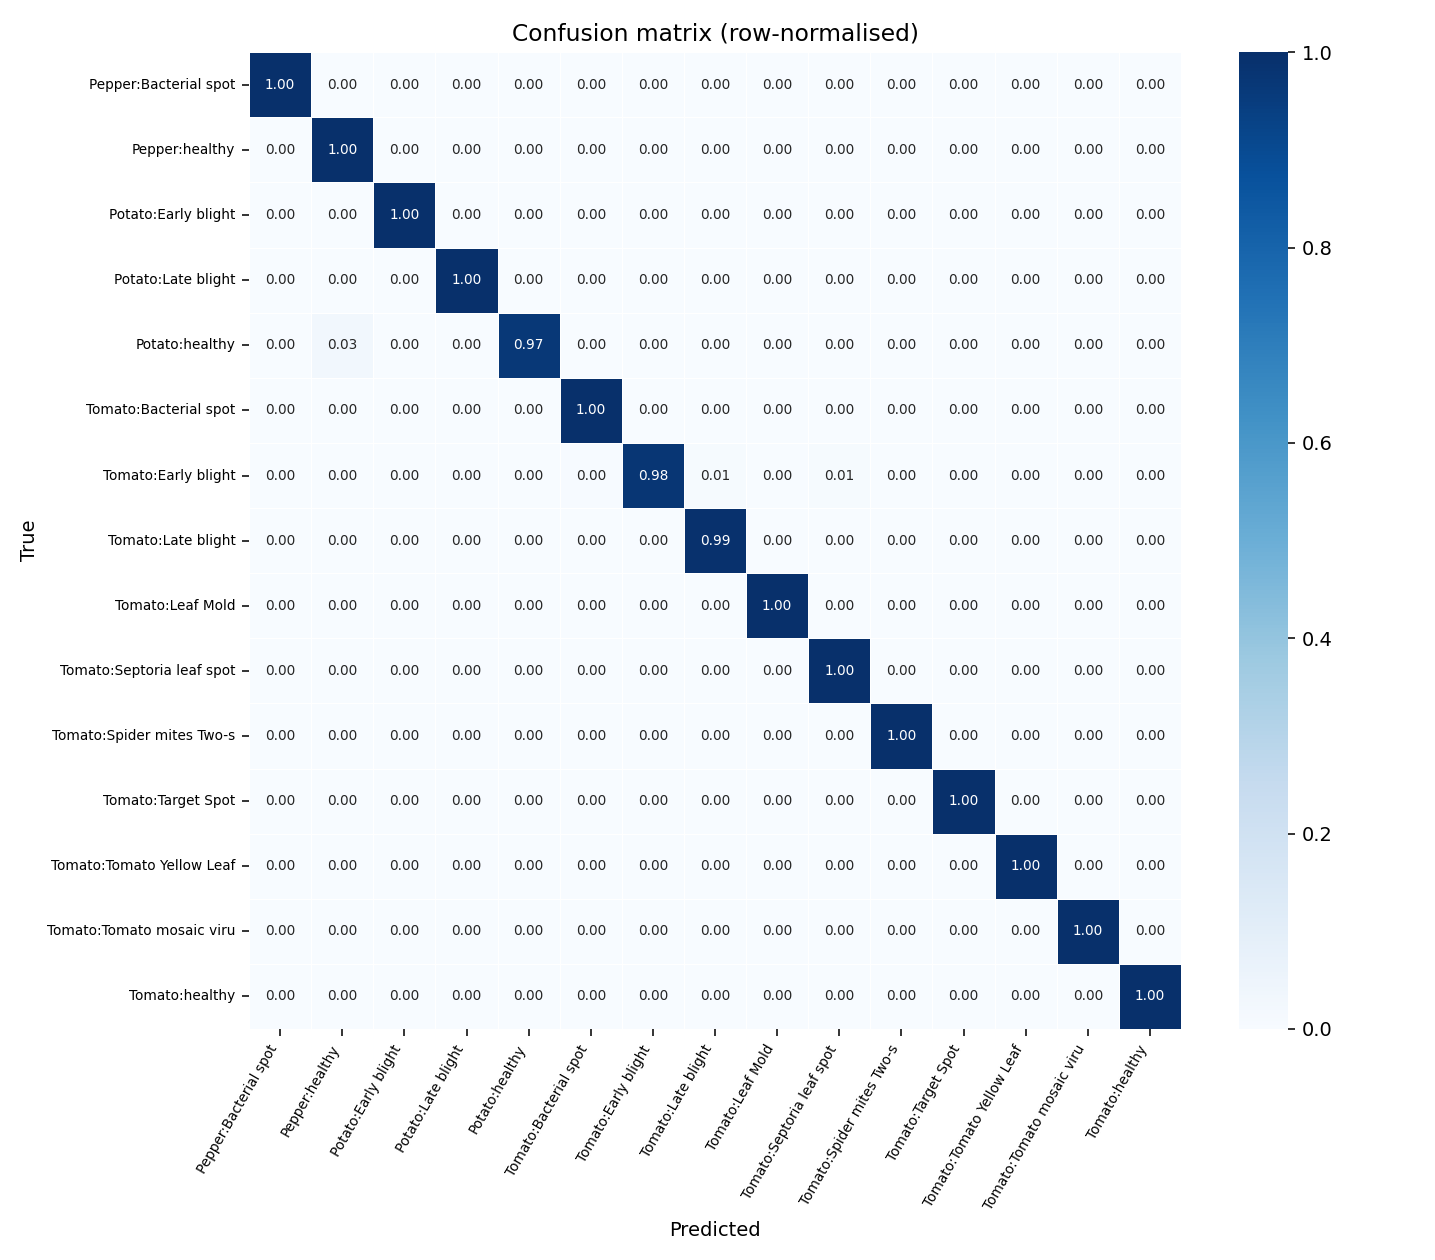 Confusion matrix (row-normalised)
Pepper:Bacterial spot 1.00 0.00 0.00 0.00 0.00 0.00 0.00 0.00 0.00 0.00 0.00 0.00 0.00 0.00 0.00
Pepper:healthy 0.00 1.00 0.00 0.00 0.00 0.00 0.00 0.00 0.00 0.00 0.00 0.00 0.00 0.00 0.00
Potato:Early blight 0.00 0.00 1.00 0.00 0.00 0.00 0.00 0.00 0.00 0.00 0.00 0.00 0.00 0.00 0.00
Potato:Late blight 0.00 0.00 0.00 1.00 0.00 0.00 0.00 0.00 0.00 0.00 0.00 0.00 0.00 0.00 0.00
Potato:healthy 0.00 0.03 0.00 0.00 0.97 0.00 0.00 0.00 0.00 0.00 0.00 0.00 0.00 0.00 0.00
Tomato:Bacterial spot 0.00 0.00 0.00 0.00 0.00 1.00 0.00 0.00 0.00 0.00 0.00 0.00 0.00 0.00 0.00
Tomato:Early blight 0.00 0.00 0.00 0.00 0.00 0.00 0.98 0.01 0.00 0.01 0.00 0.00 0.00 0.00 0.00
Tomato:Late blight 0.00 0.00 0.00 0.00 0.00 0.00 0.00 0.99 0.00 0.00 0.00 0.00 0.00 0.00 0.00
Tomato:Leaf Mold 0.00 0.00 0.00 0.00 0.00 0.00 0.00 0.00 1.00 0.00 0.00 0.00 0.00 0.00 0.00
Tomato:Septoria leaf spot 0.00 0.00 0.00 0.00 0.00 0.00 0.00 0.00 0.00 1.00 0.00 0.00 0.00 0.00 0.00
Tomato:Spider mites Two-s 0.00 0.00 0.00 0.00 0.00 0.00 0.00 0.00 0.00 0.00 1.00 0.00 0.00 0.00 0.00
Tomato:Target Spot 0.00 0.00 0.00 0.00 0.00 0.00 0.00 0.00 0.00 0.00 0.00 1.00 0.00 0.00 0.00
Tomato:Tomato Yellow Leaf 0.00 0.00 0.00 0.00 0.00 0.00 0.00 0.00 0.00 0.00 0.00 0.00 1.00 0.00 0.00
Tomato:Tomato mosaic viru 0.00 0.00 0.00 0.00 0.00 0.00 0.00 0.00 0.00 0.00 0.00 0.00 0.00 1.00 0.00
Tomato:healthy 0.00 0.00 0.00 0.00 0.00 0.00 0.00 0.00 0.00 0.00 0.00 0.00 0.00 0.00 1.00
True
Pepper:Bacterial spot
Pepper:healthy
Potato:Early blight
Potato:Late blight
Potato:healthy
Tomato:Bacterial spot
Tomato:Early blight
Tomato:Late blight
Tomato:Leaf Mold
Tomato:Septoria leaf spot
Tomato:Spider mites Two-s
Tomato:Target Spot
Tomato:Tomato Yellow Leaf
Tomato:Tomato mosaic viru
Tomato:healthy
Predicted
1.0
0.8
0.6
0.4
0.2
0.0